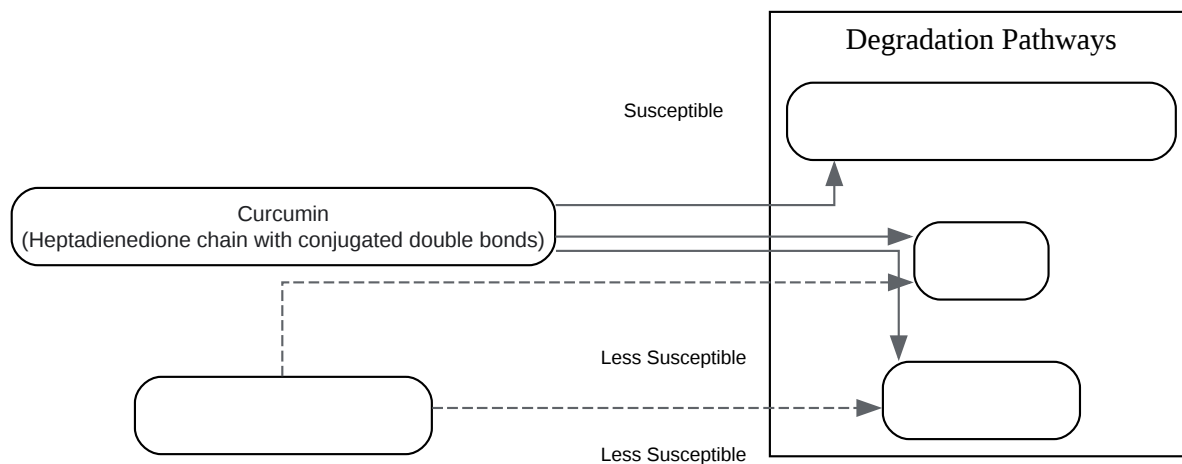 Degradation Pathways
Susceptible
Curcumin
(Heptadienedione chain with conjugated double bonds)
Less Susceptible
Less Susceptible